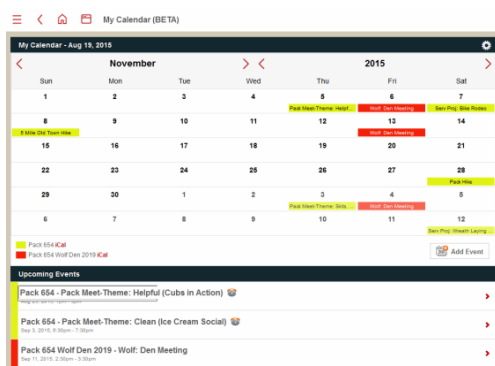 My Calendar (BETA)
My Calendar - Aug 19, 2015
November 2015
Sun Mon Tue Wed Thu Fri Sat
1 2 3 4 5 6 7
Pack Meet-Theme: Helpf... Wolf: Den Meeting Serv Proj: Bike Rodeo
8 9 10 11 12 13 14
5 Mile Old Town Hike Wolf: Den Meeting
15 16 17 18 19 20 21
22 23 24 25 26 27 28
Pack Hike
29 30 1 2 3 4 5
Pack Meet-Theme: Skits, ... Wolf: Den Meeting
6 7 8 9 10 11 12
Serv Proj: Wreath Laying ...
Pack 654 iCal
Pack 654 Wolf Den 2019 iCal
Add Event
Upcoming Events
Pack 654 - Pack Meet-Theme: Helpful (Cubs in Action)
Pack 654 - Pack Meet-Theme: Clean (Ice Cream Social)
Sep 3, 2015, 6:30pm - 7:30pm
Pack 654 Wolf Den 2019 - Wolf: Den Meeting
Sep 11, 2015, 2:30pm - 3:30pm